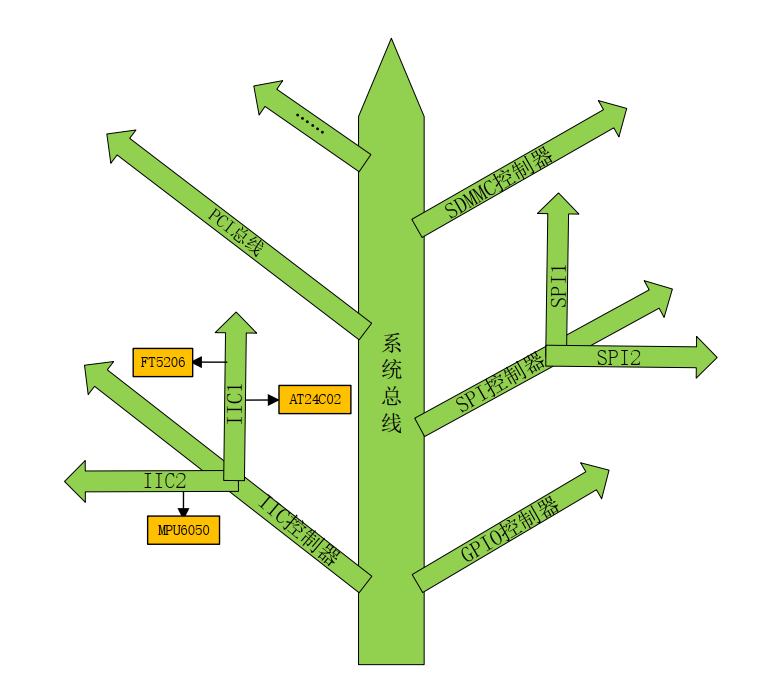 ……
SDMMC控制器
PCI总线
SPI1
系统总线
FT5206
SPI2
IIC1
AT24C02
SPI控制器
IIC2
MPU6050
IIC控制器
GPIO控制器